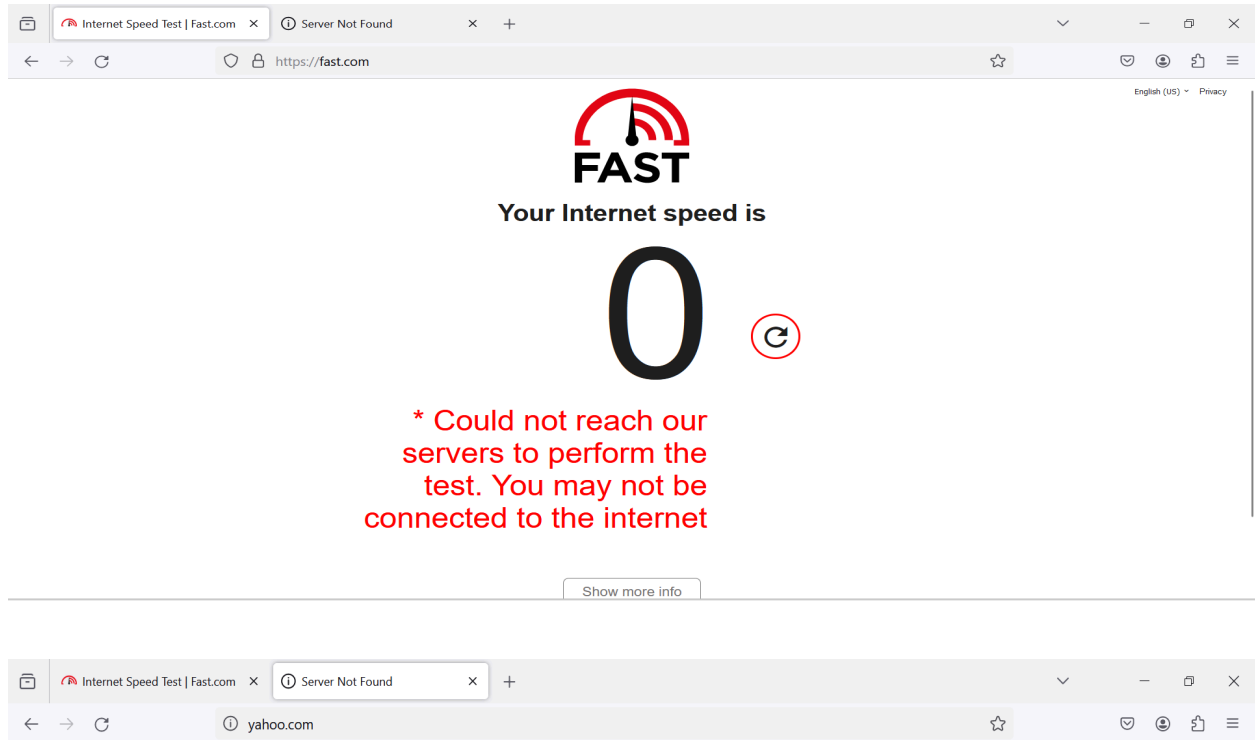 Internet Speed Test | Fast.com
Server Not Found
https://fast.com
English (US) Privacy
FAST
Your Internet speed is
0
* Could not reach our
servers to perform the
test. You may not be
connected to the internet
Show more info
Internet Speed Test | Fast.com
Server Not Found
yahoo.com